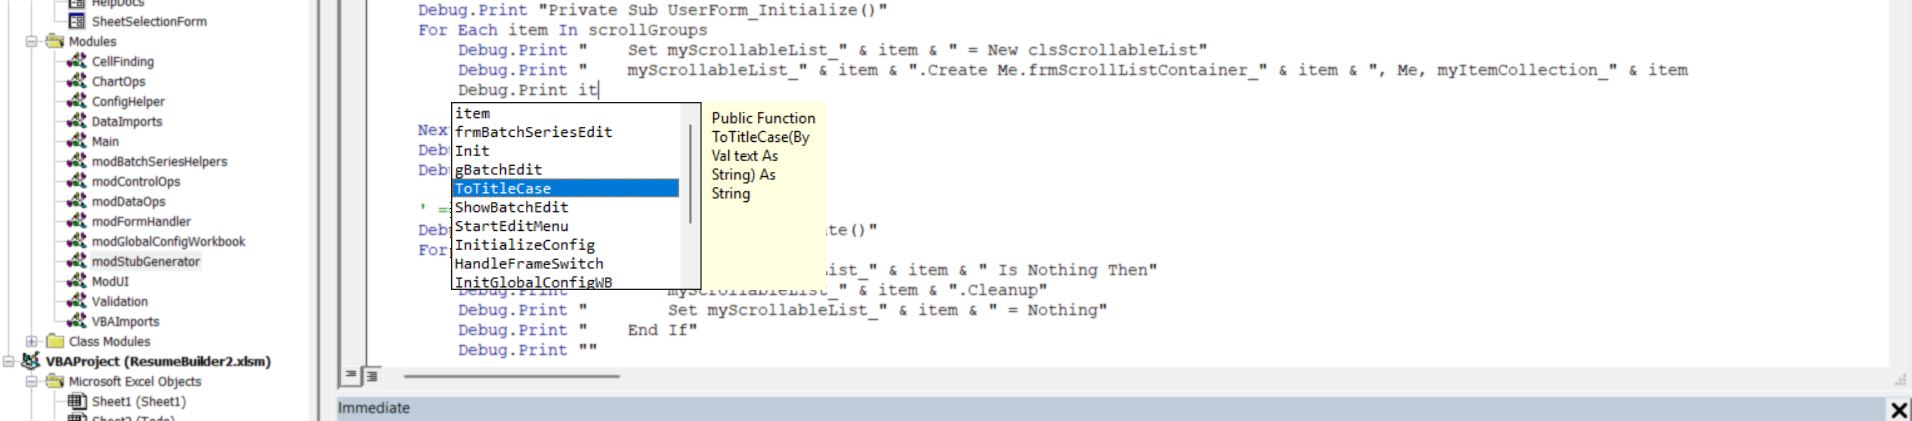 HelpDocs
SheetSelectionForm
Modules
CellFinding
ChartOps
ConfigHelper
DataImports
Main
modBatchSeriesHelpers
modControlOps
modDataOps
modFormHandler
modGlobalConfigWorkbook
modStubGenerator
ModUI
Validation
VBAImports
Class Modules
VBAProject (ResumeBuilder2.xlsm)
Microsoft Excel Objects
Sheet1 (Sheet1)
Sheet2 (Todo)
Debug.Print "Private Sub UserForm_Initialize()"
For Each item In scrollGroups
Debug.Print "    Set myScrollableList_" & item & " = New clsScrollableList"
Debug.Print "    myScrollableList_" & item & ".Create Me.frmScrollListContainer_" & item & ", Me, myItemCollection_" & item
Debug.Print it
item
frmBatchSeriesEdit
Init
gBatchEdit
ToTitleCase
ShowBatchEdit
StartEditMenu
InitializeConfig
HandleFrameSwitch
InitGlobalConfigWB
Public Function
ToTitleCase(By
Val text As
String) As
String
Nex
Deb
Deb
' =
Deb te()"
For
ist_" & item & " Is Nothing Then"
Debug.Print "        myScrollableList_" & item & ".Cleanup"
Debug.Print "        Set myScrollableList_" & item & " = Nothing"
Debug.Print "    End If"
Debug.Print ""
Immediate